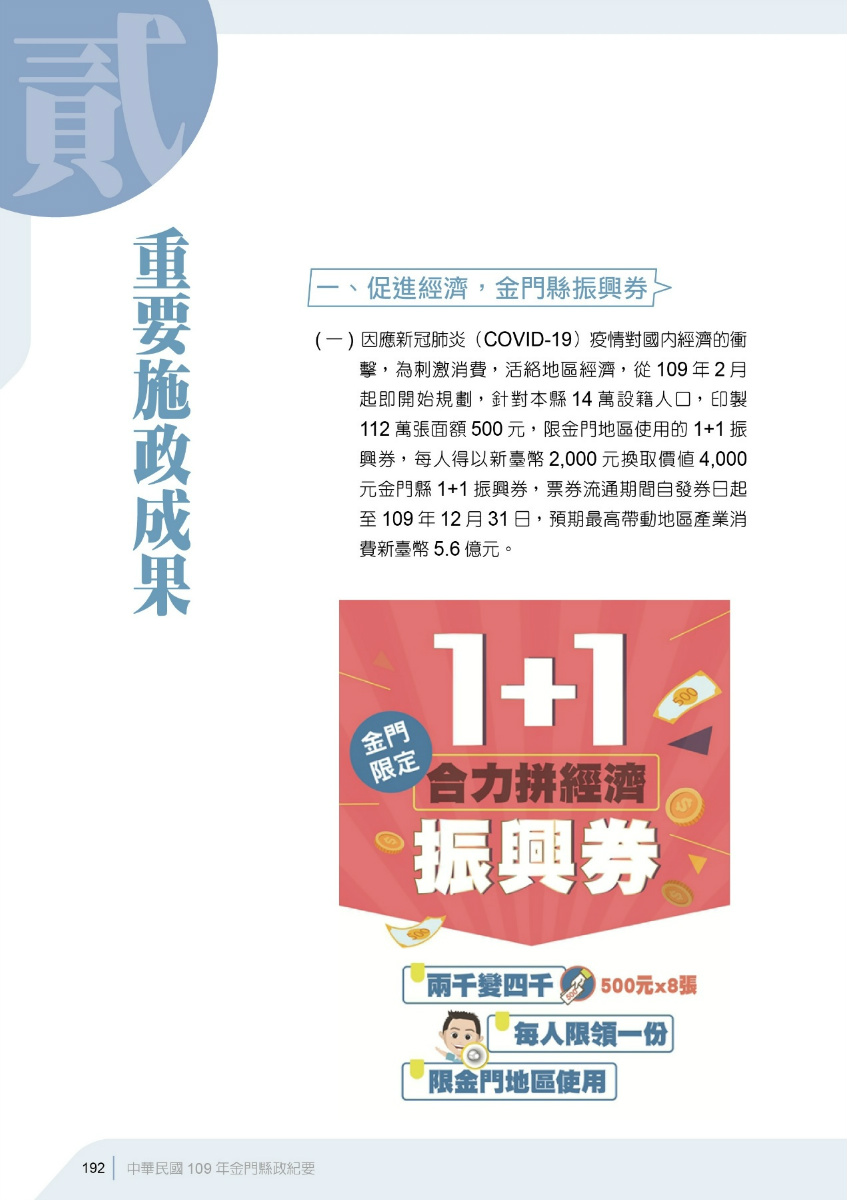 貳
重要施政成果
一、促進經濟，金門縣振興券
(一) 因應新冠肺炎（COVID-19）疫情對國內經濟的衝
擊，為刺激消費，活絡地區經濟，從 109 年 2 月
起即開始規劃，針對本縣 14 萬設籍人口，印製
112 萬張面額 500 元，限金門地區使用的 1+1 振
興券，每人得以新臺幣 2,000 元換取價值 4,000
元金門縣 1+1 振興券，票券流通期間自發券日起
至 109 年 12 月 31 日，預期最高帶動地區產業消
費新臺幣 5.6 億元。
1+1
500
金門
限定
合力拼經濟
振興券
500
兩千變四千
500
500元x8張
每人限領一份
限金門地區使用
192
中華民國 109 年金門縣政紀要